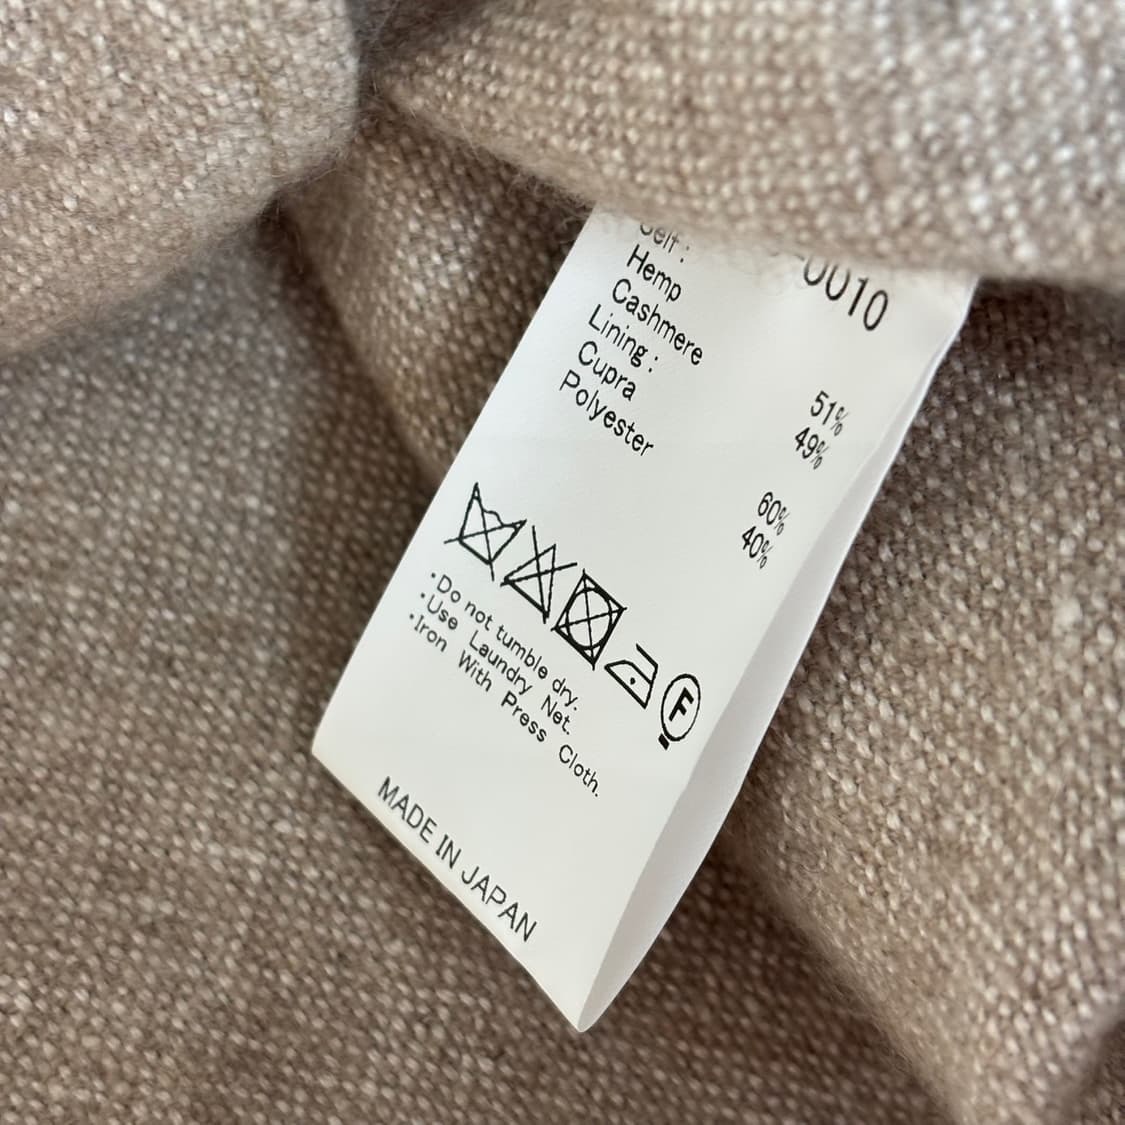 Self :
0010
Hemp 51%
Cashmere 49%
Lining :
Cupra 60%
Polyester 40%
F
·Do not tumble dry.
·Use Laundry Net.
·Iron With Press Cloth.
MADE IN JAPAN